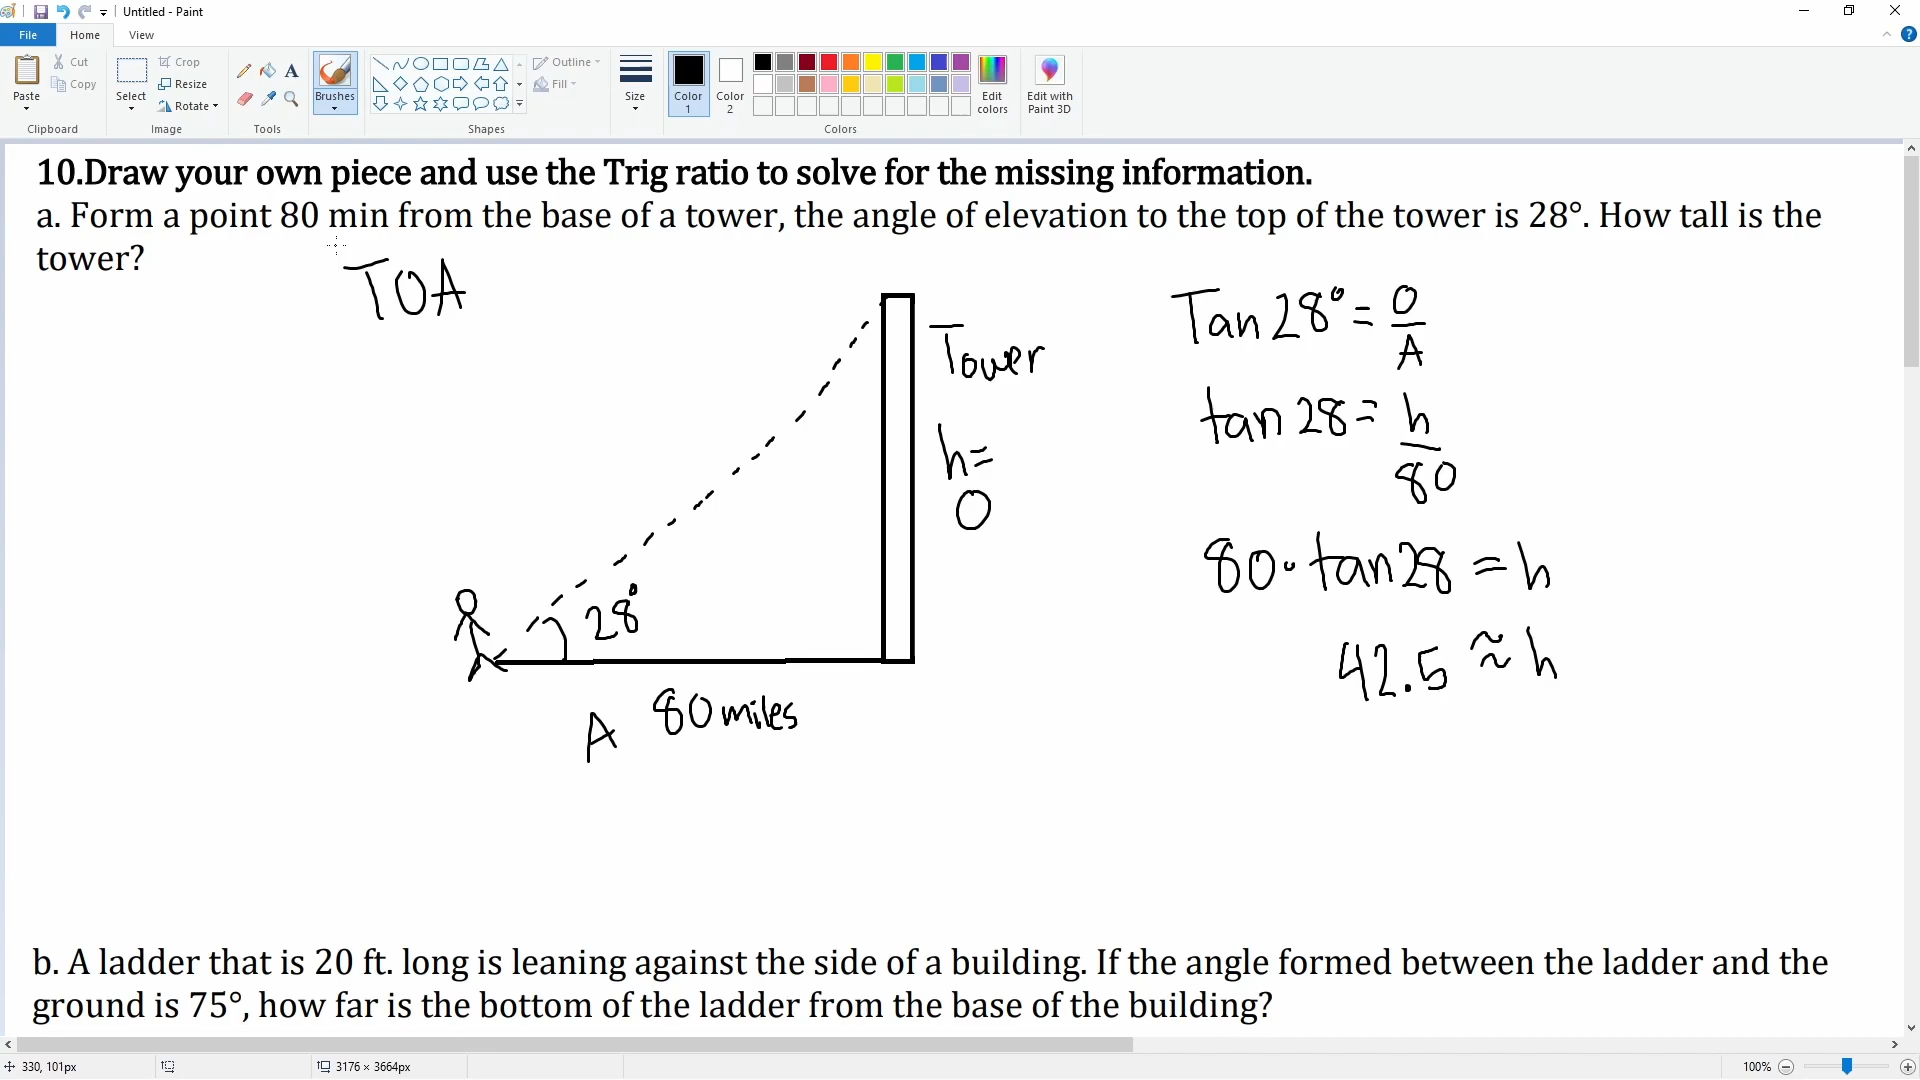 Untitled - Paint
File Home View
Paste
Cut
Copy
Clipboard
Select
Crop
Resize
Rotate
Image
Tools
Brushes
Shapes
Outline
Fill
Size
Color 1
Color 2
Colors
Edit colors
Edit with Paint 3D
10.Draw your own piece and use the Trig ratio to solve for the missing information.
a. Form a point 80 min from the base of a tower, the angle of elevation to the top of the tower is 28°. How tall is the
tower?
TOA
Tower
h=
O
28°
A 80 miles
Tan 28° = O/A
tan 28 = h/80
80 · tan 28 = h
42.5 ≈ h
b. A ladder that is 20 ft. long is leaning against the side of a building. If the angle formed between the ladder and the
ground is 75°, how far is the bottom of the ladder from the base of the building?
330, 101px
3176 × 3664px
100%